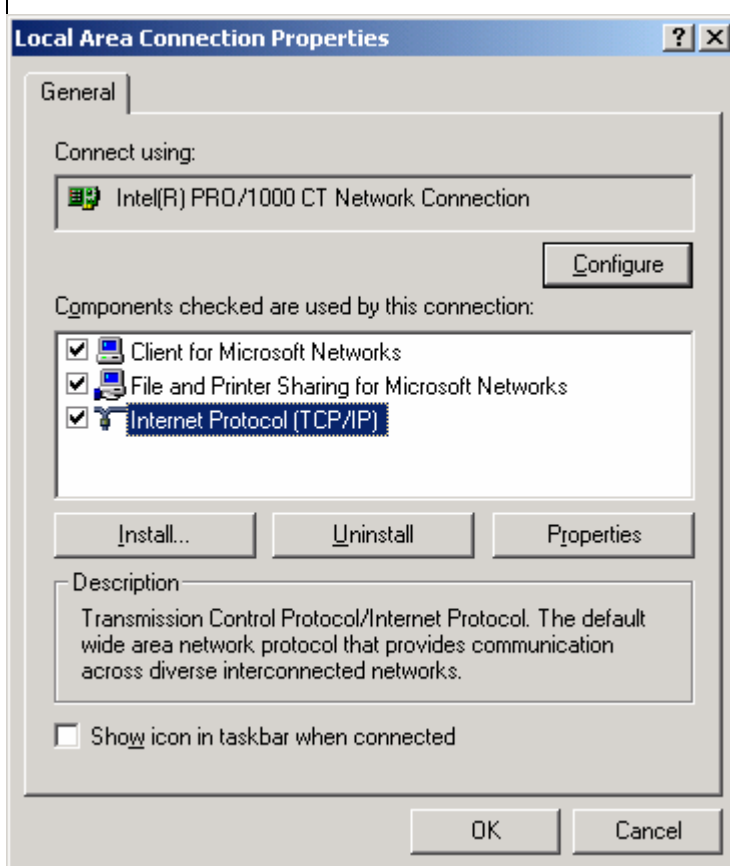 Local Area Connection Properties
General
Connect using:
Intel(R) PRO/1000 CT Network Connection
Configure
Components checked are used by this connection:
Client for Microsoft Networks
File and Printer Sharing for Microsoft Networks
Internet Protocol (TCP/IP)
Install...
Uninstall
Properties
Description
Transmission Control Protocol/Internet Protocol. The default
wide area network protocol that provides communication
across diverse interconnected networks.
Show icon in taskbar when connected
OK
Cancel